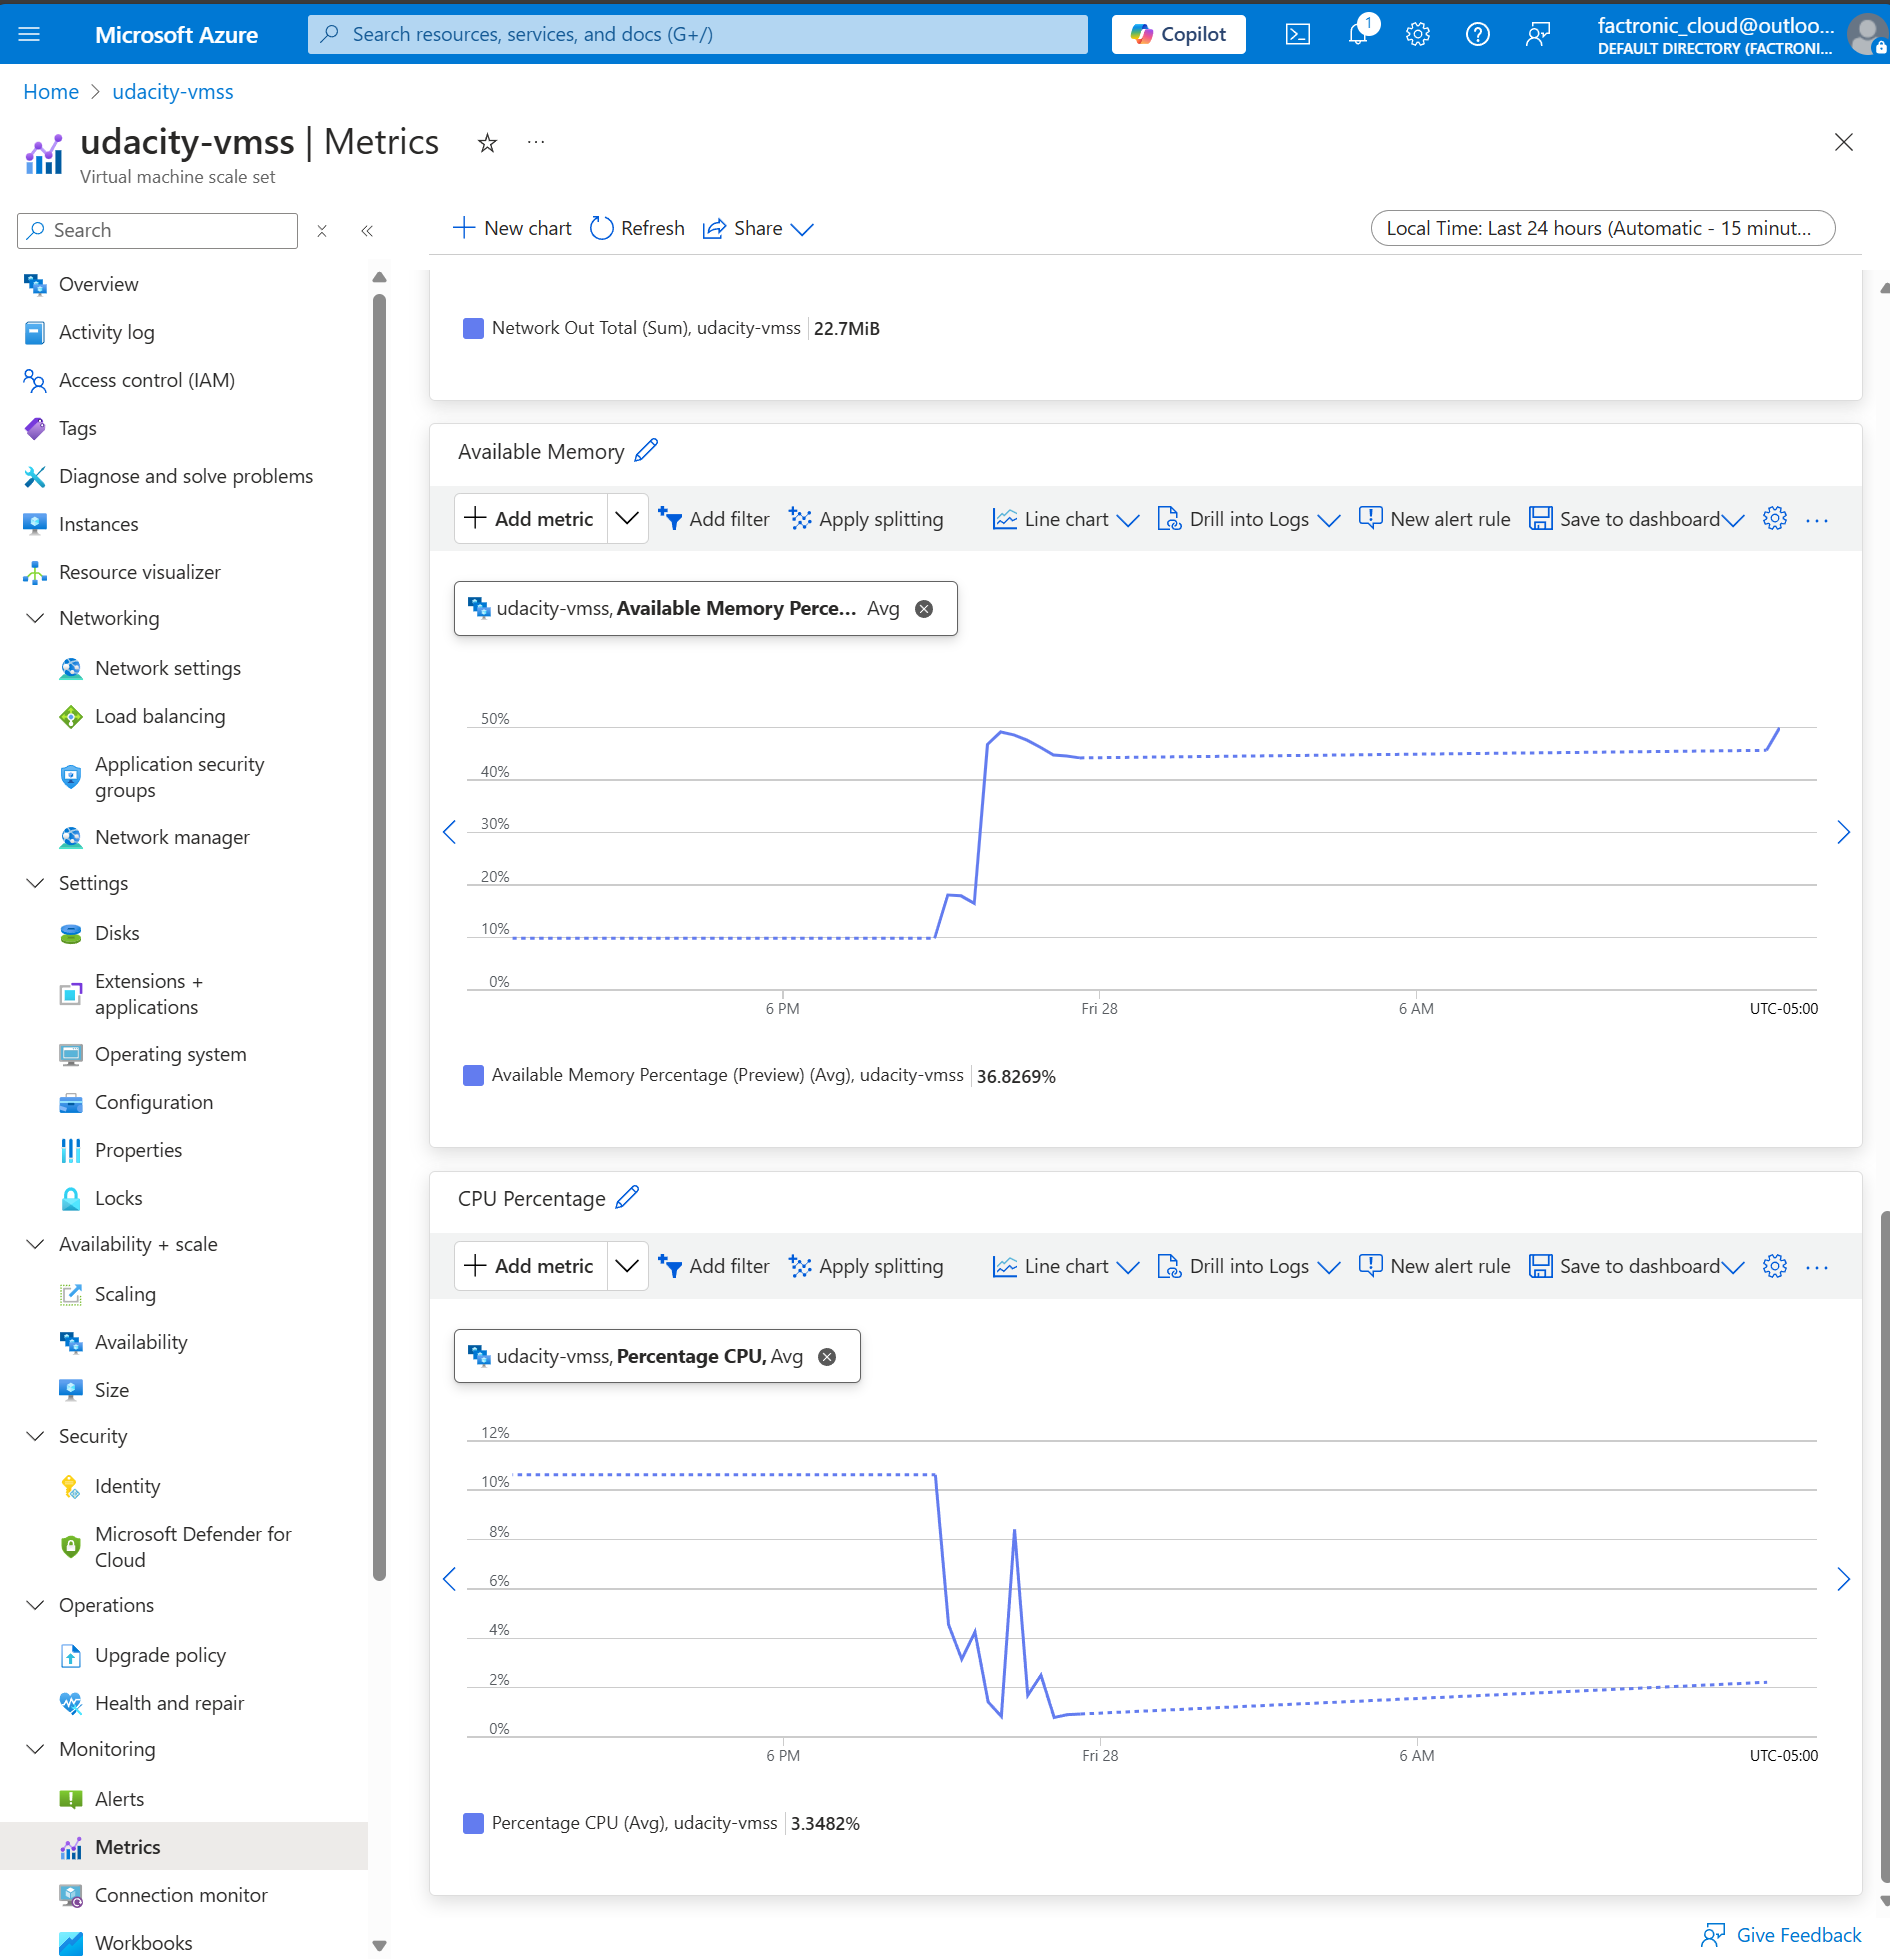 Microsoft Azure
Search resources, services, and docs (G+/)
Copilot
1
factronic_cloud@outloo...
DEFAULT DIRECTORY (FACTRONI...
Home > udacity-vmss
udacity-vmss | Metrics
Virtual machine scale set
Search
New chart
Refresh
Share
Local Time: Last 24 hours (Automatic - 15 minut...
Overview
Activity log
Access control (IAM)
Tags
Diagnose and solve problems
Instances
Resource visualizer
Networking
Network settings
Load balancing
Application security
groups
Network manager
Settings
Disks
Extensions +
applications
Operating system
Configuration
Properties
Locks
Availability + scale
Scaling
Availability
Size
Security
Identity
Microsoft Defender for
Cloud
Operations
Upgrade policy
Health and repair
Monitoring
Alerts
Metrics
Connection monitor
Workbooks
Network Out Total (Sum), udacity-vmss 22.7MiB
Available Memory
Add metric
Add filter
Apply splitting
Line chart
Drill into Logs
New alert rule
Save to dashboard
...
udacity-vmss, Available Memory Perce... Avg
50%
40%
30%
20%
10%
0%
6 PM
Fri 28
6 AM
UTC-05:00
Available Memory Percentage (Preview) (Avg), udacity-vmss 36.8269%
CPU Percentage
Add metric
Add filter
Apply splitting
Line chart
Drill into Logs
New alert rule
Save to dashboard
...
udacity-vmss, Percentage CPU, Avg
12%
10%
8%
6%
4%
2%
0%
6 PM
Fri 28
6 AM
UTC-05:00
Percentage CPU (Avg), udacity-vmss 3.3482%
Give Feedback